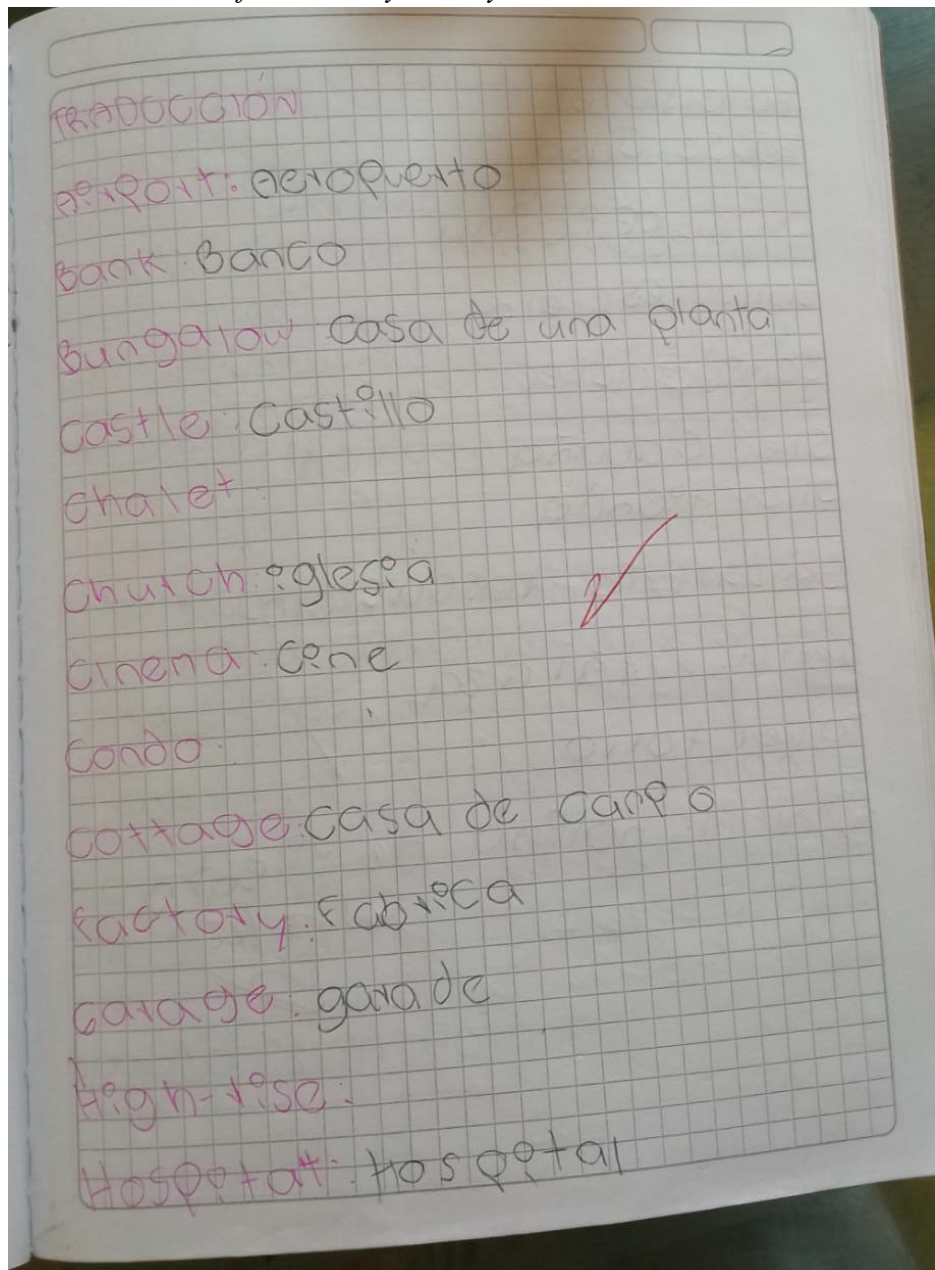 TRADUCCIÓN
Airport: aeropuerto
Bank: Banco
Bungalow casa de una planta
castle: castillo
chalet
church: iglesia
cinema: cine
condo
cottage: casa de campo
Factory: Fabrica
Garage: garade
High-rise:
Hospital: Hospital